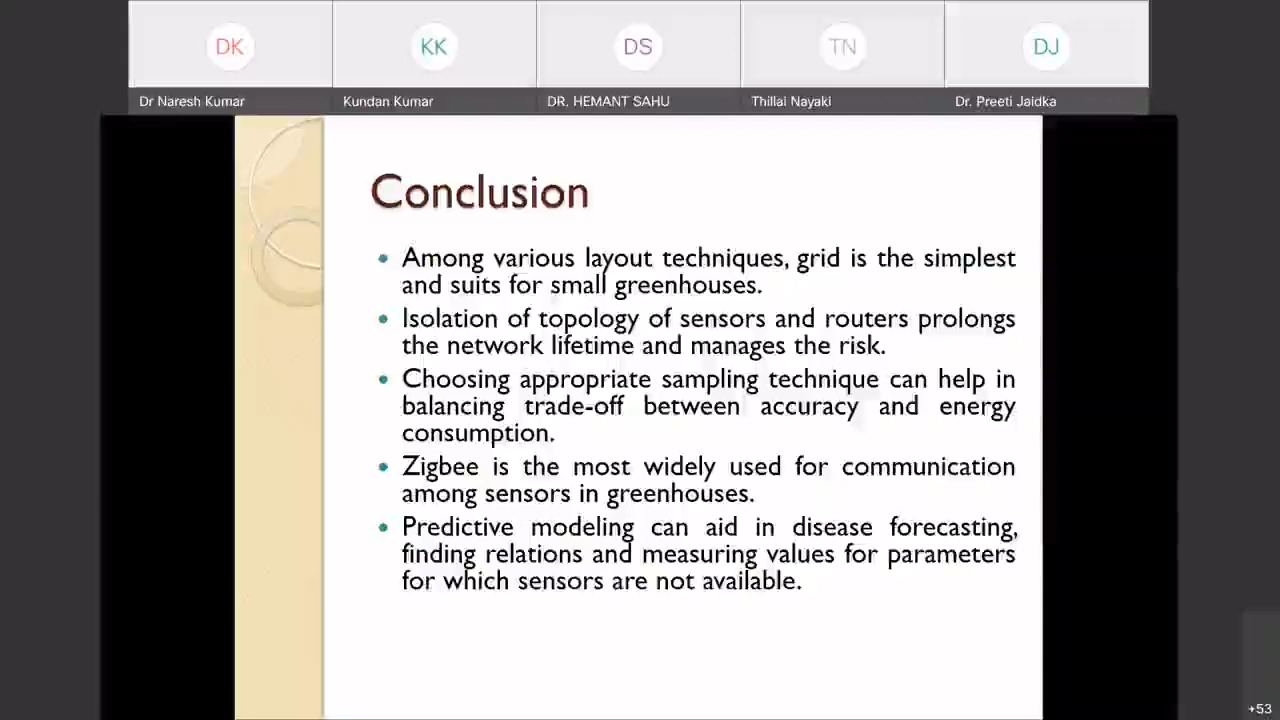 DK
KK
DS
TN
DJ
Dr Naresh Kumar
Kundan Kumar
DR. HEMANT SAHU
Thillai Nayaki
Dr. Preeti Jaidka
Conclusion
• Among various layout techniques, grid is the simplest
and suits for small greenhouses.
• Isolation of topology of sensors and routers prolongs
the network lifetime and manages the risk.
• Choosing appropriate sampling technique can help in
balancing trade-off between accuracy and energy
consumption.
• Zigbee is the most widely used for communication
among sensors in greenhouses.
• Predictive modeling can aid in disease forecasting,
finding relations and measuring values for parameters
for which sensors are not available.
+53